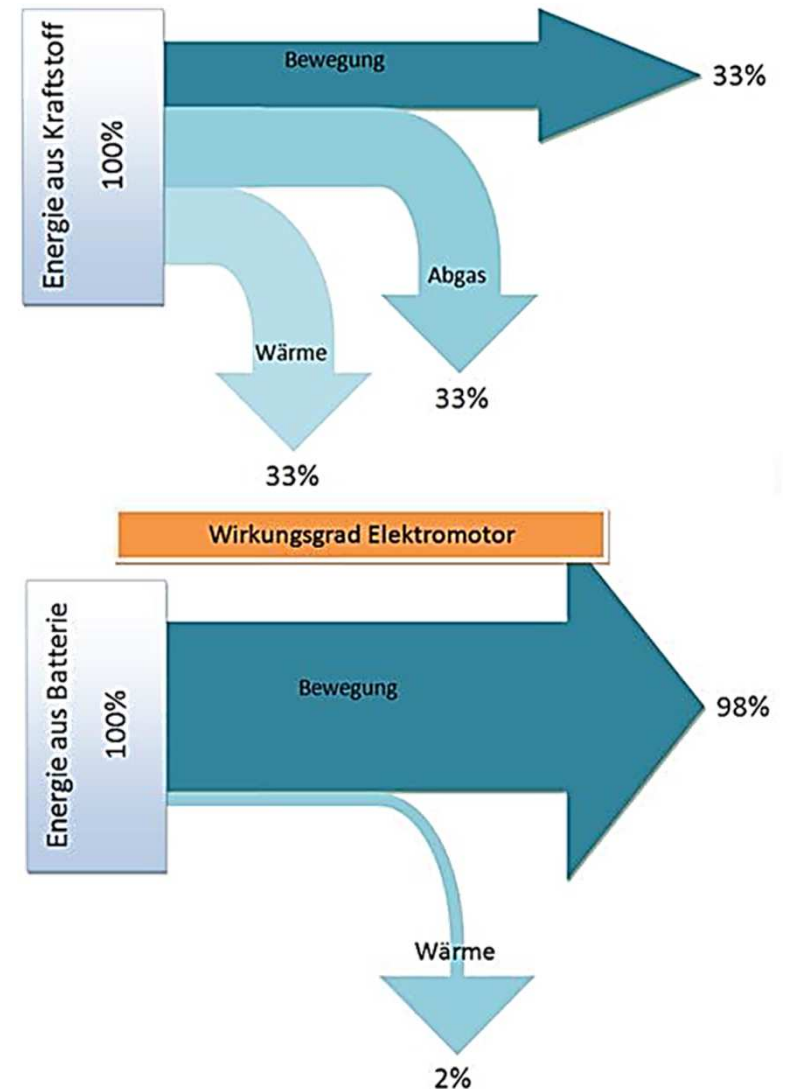 Energie aus Kraftstoff
100%
Bewegung
33%
Abgas
33%
Wärme
33%
Wirkungsgrad Elektromotor
Energie aus Batterie
100%
Bewegung
98%
Wärme
2%